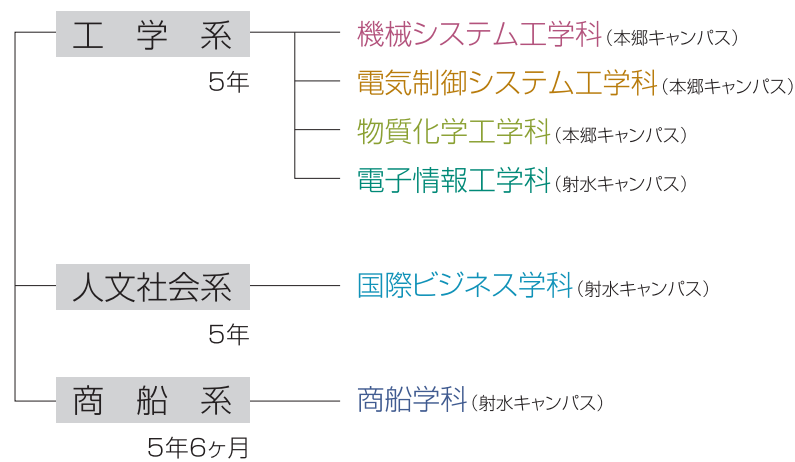 工学系
5年
機械システム工学科(本郷キャンパス)
電気制御システム工学科(本郷キャンパス)
物質化学工学科(本郷キャンパス)
電子情報工学科(射水キャンパス)
人文社会系
5年
国際ビジネス学科(射水キャンパス)
商船系
5年6ヶ月
商船学科(射水キャンパス)